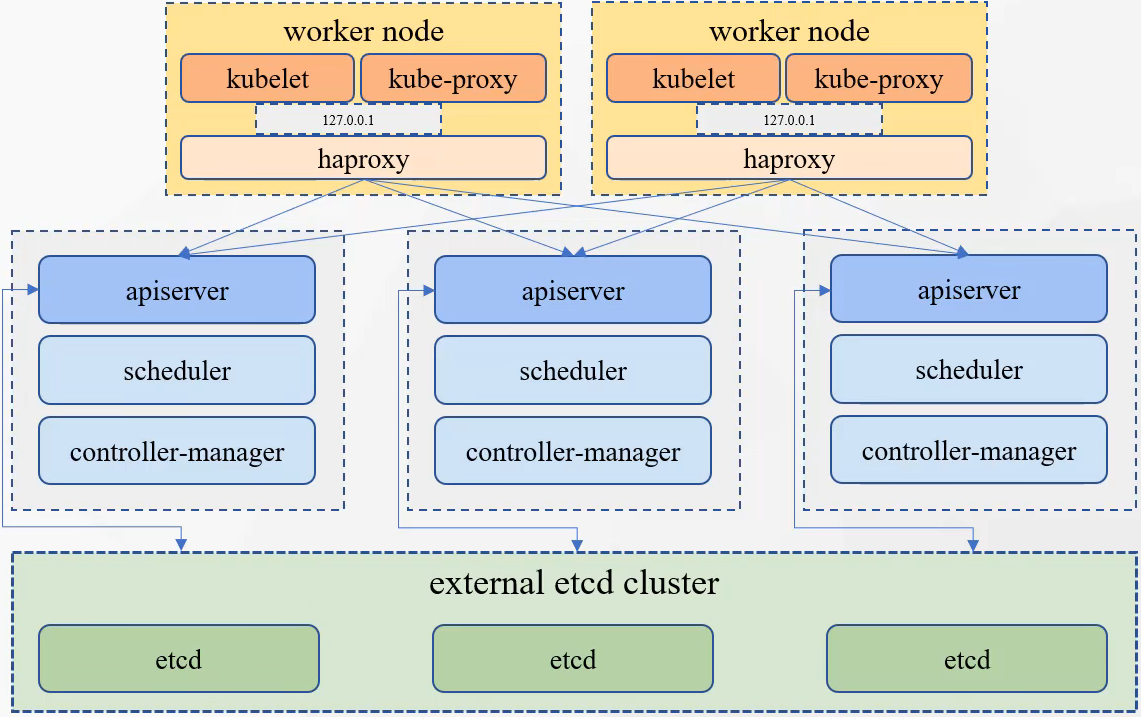 worker node
kubelet
kube-proxy
127.0.0.1
haproxy
worker node
kubelet
kube-proxy
127.0.0.1
haproxy
apiserver
scheduler
controller-manager
apiserver
scheduler
controller-manager
apiserver
scheduler
controller-manager
external etcd cluster
etcd
etcd
etcd